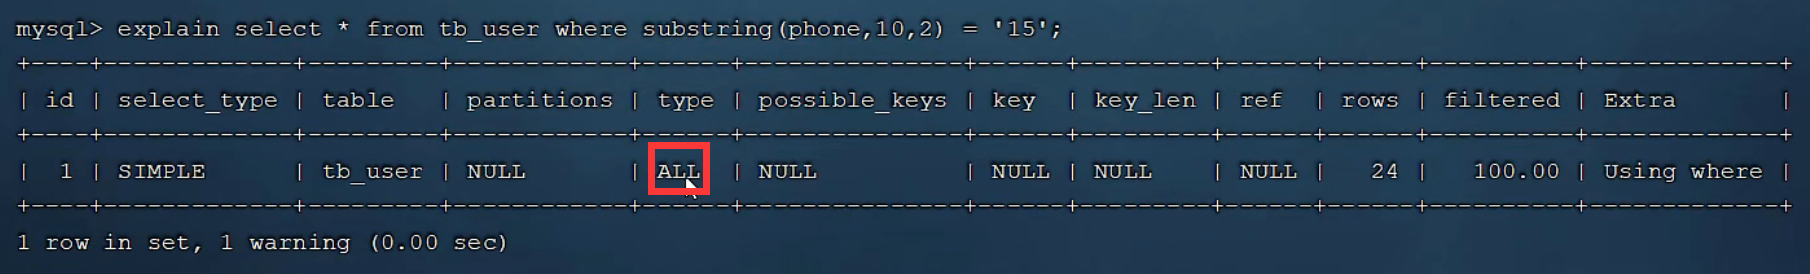 mysql> explain select * from tb_user where substring(phone,10,2) = '15';
+----+-------------+---------+------------+------+---------------+------+---------+------+------+----------+-------------+
| id | select_type | table   | partitions | type | possible_keys | key  | key_len | ref  | rows | filtered | Extra       |
+----+-------------+---------+------------+------+---------------+------+---------+------+------+----------+-------------+
|  1 | SIMPLE      | tb_user | NULL       | ALL  | NULL          | NULL | NULL    | NULL |   24 |   100.00 | Using where |
+----+-------------+---------+------------+------+---------------+------+---------+------+------+----------+-------------+
1 row in set, 1 warning (0.00 sec)